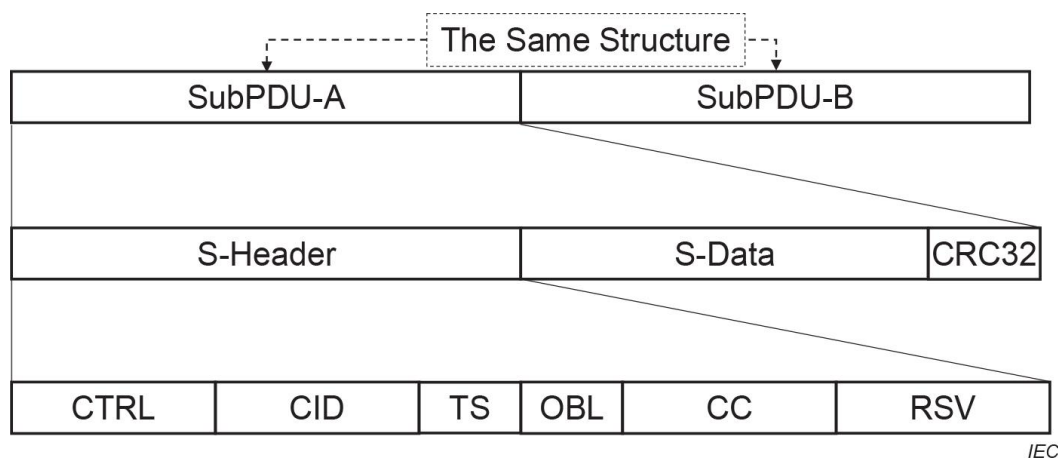 The Same Structure
SubPDU-A SubPDU-B
S-Header S-Data CRC32
CTRL CID TS OBL CC RSV
IEC